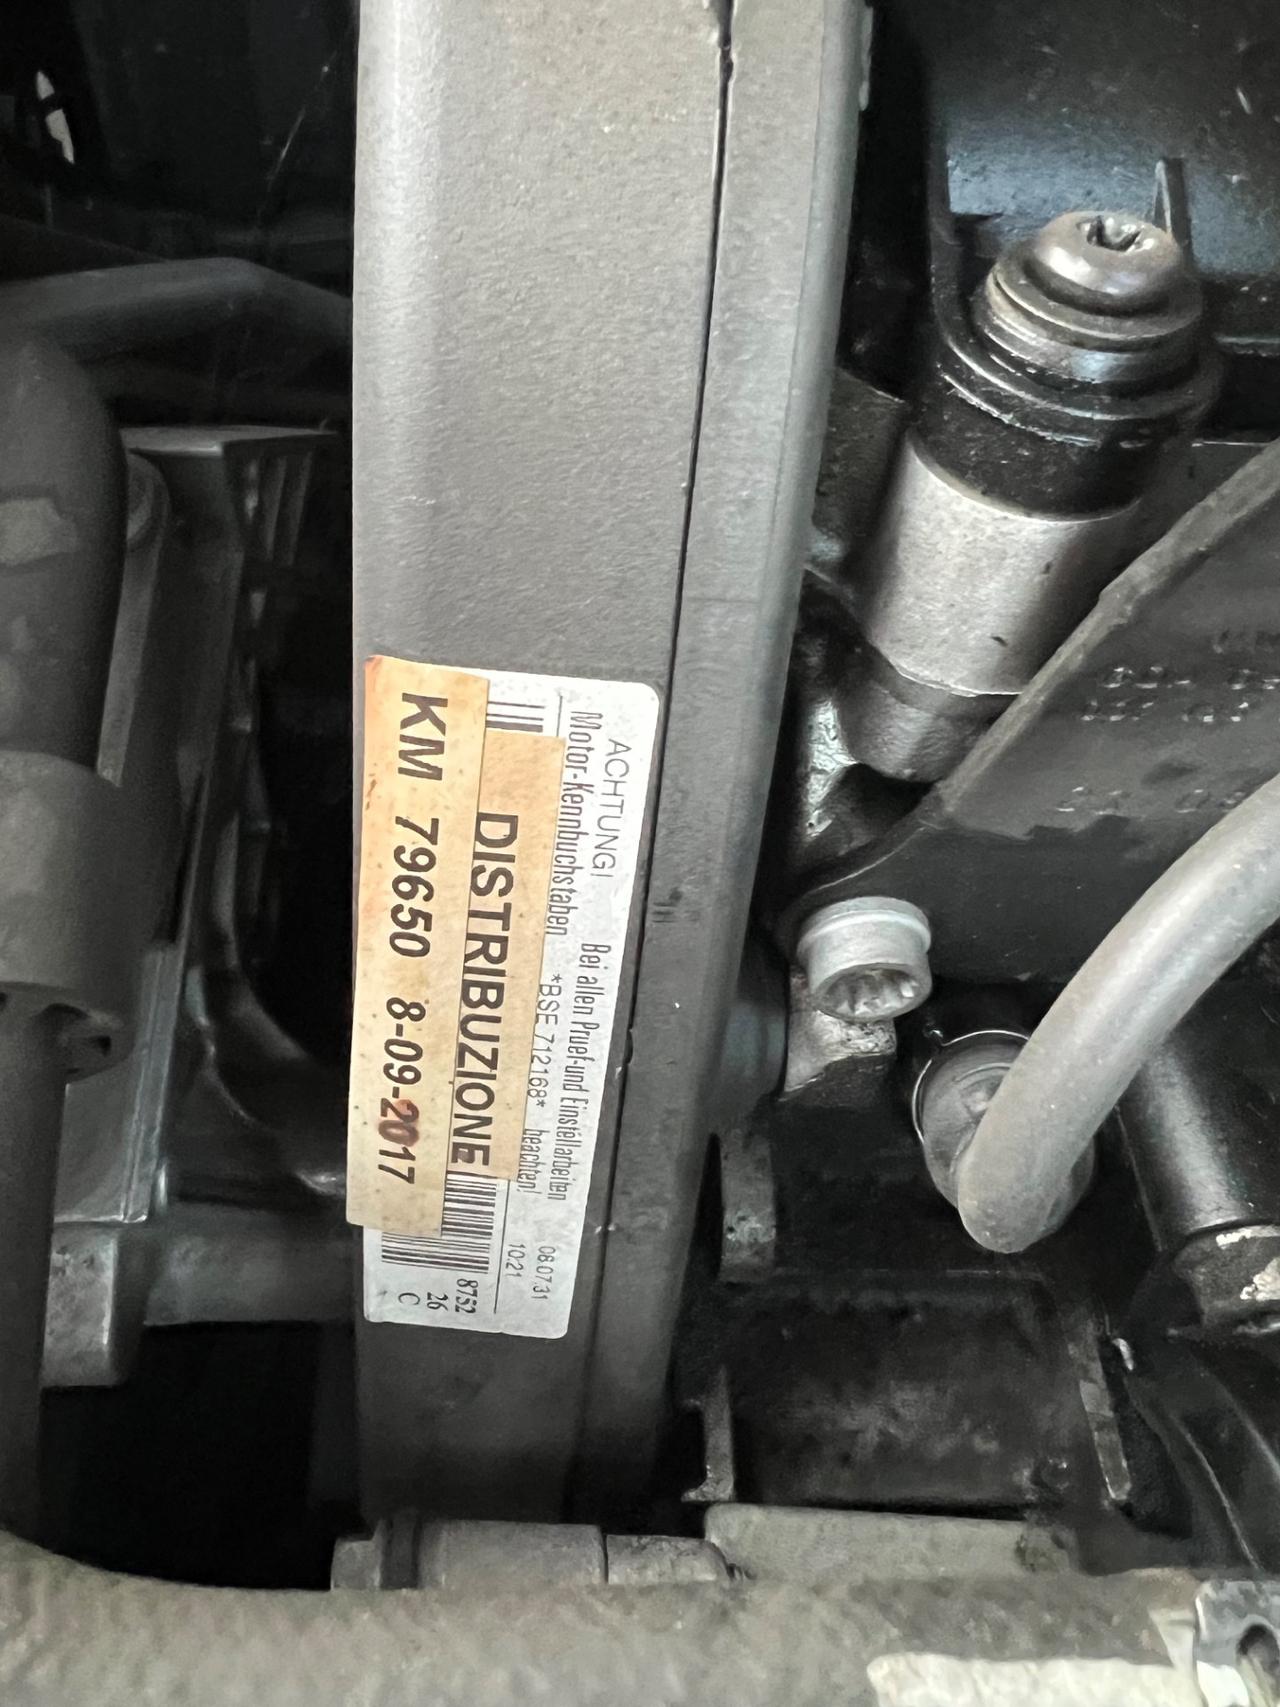 ACHTUNG! Bei allen Pruef-und Einstellarbeiten 08.07.31
Motor-Kennbuchstaben *BSE 712168* beachten! 10:21
DISTRIBUZIONE
KM 79650 8-09-2017
8752
26
C